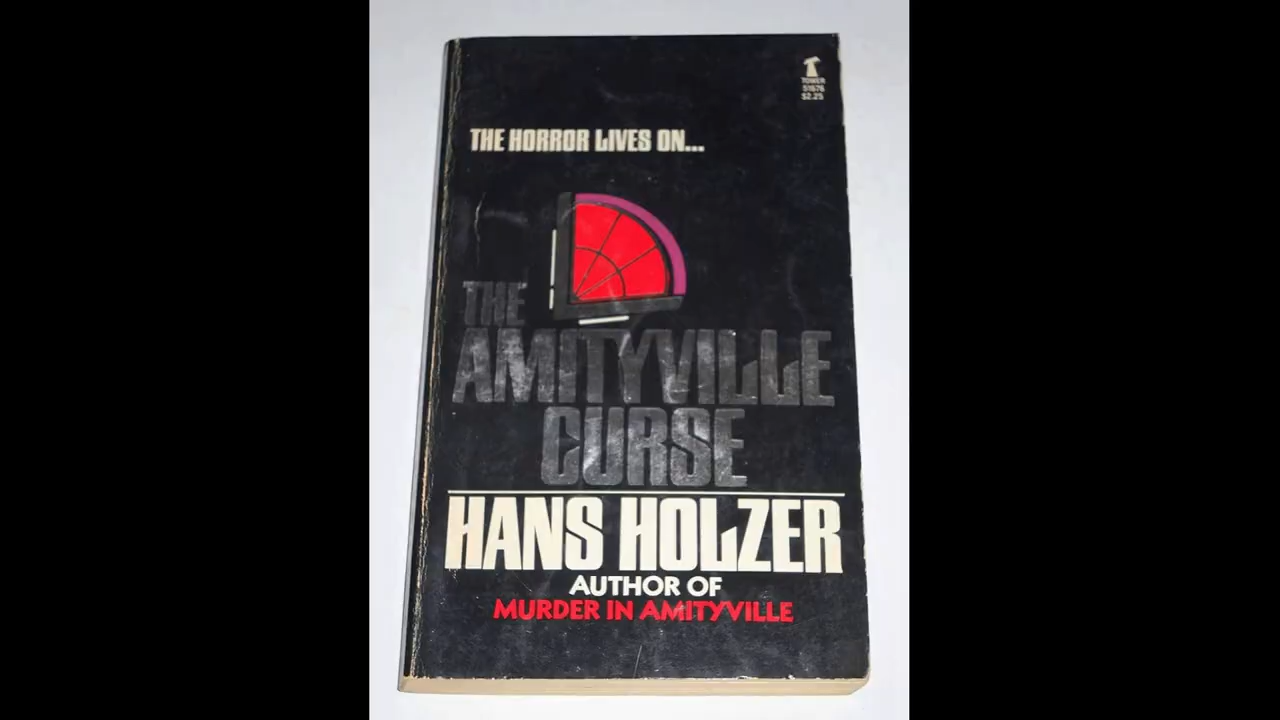 TOWER
51676
$2.25
THE HORROR LIVES ON...
THE
AMITYVILLE
CURSE
HANS HOLZER
AUTHOR OF
MURDER IN AMITYVILLE